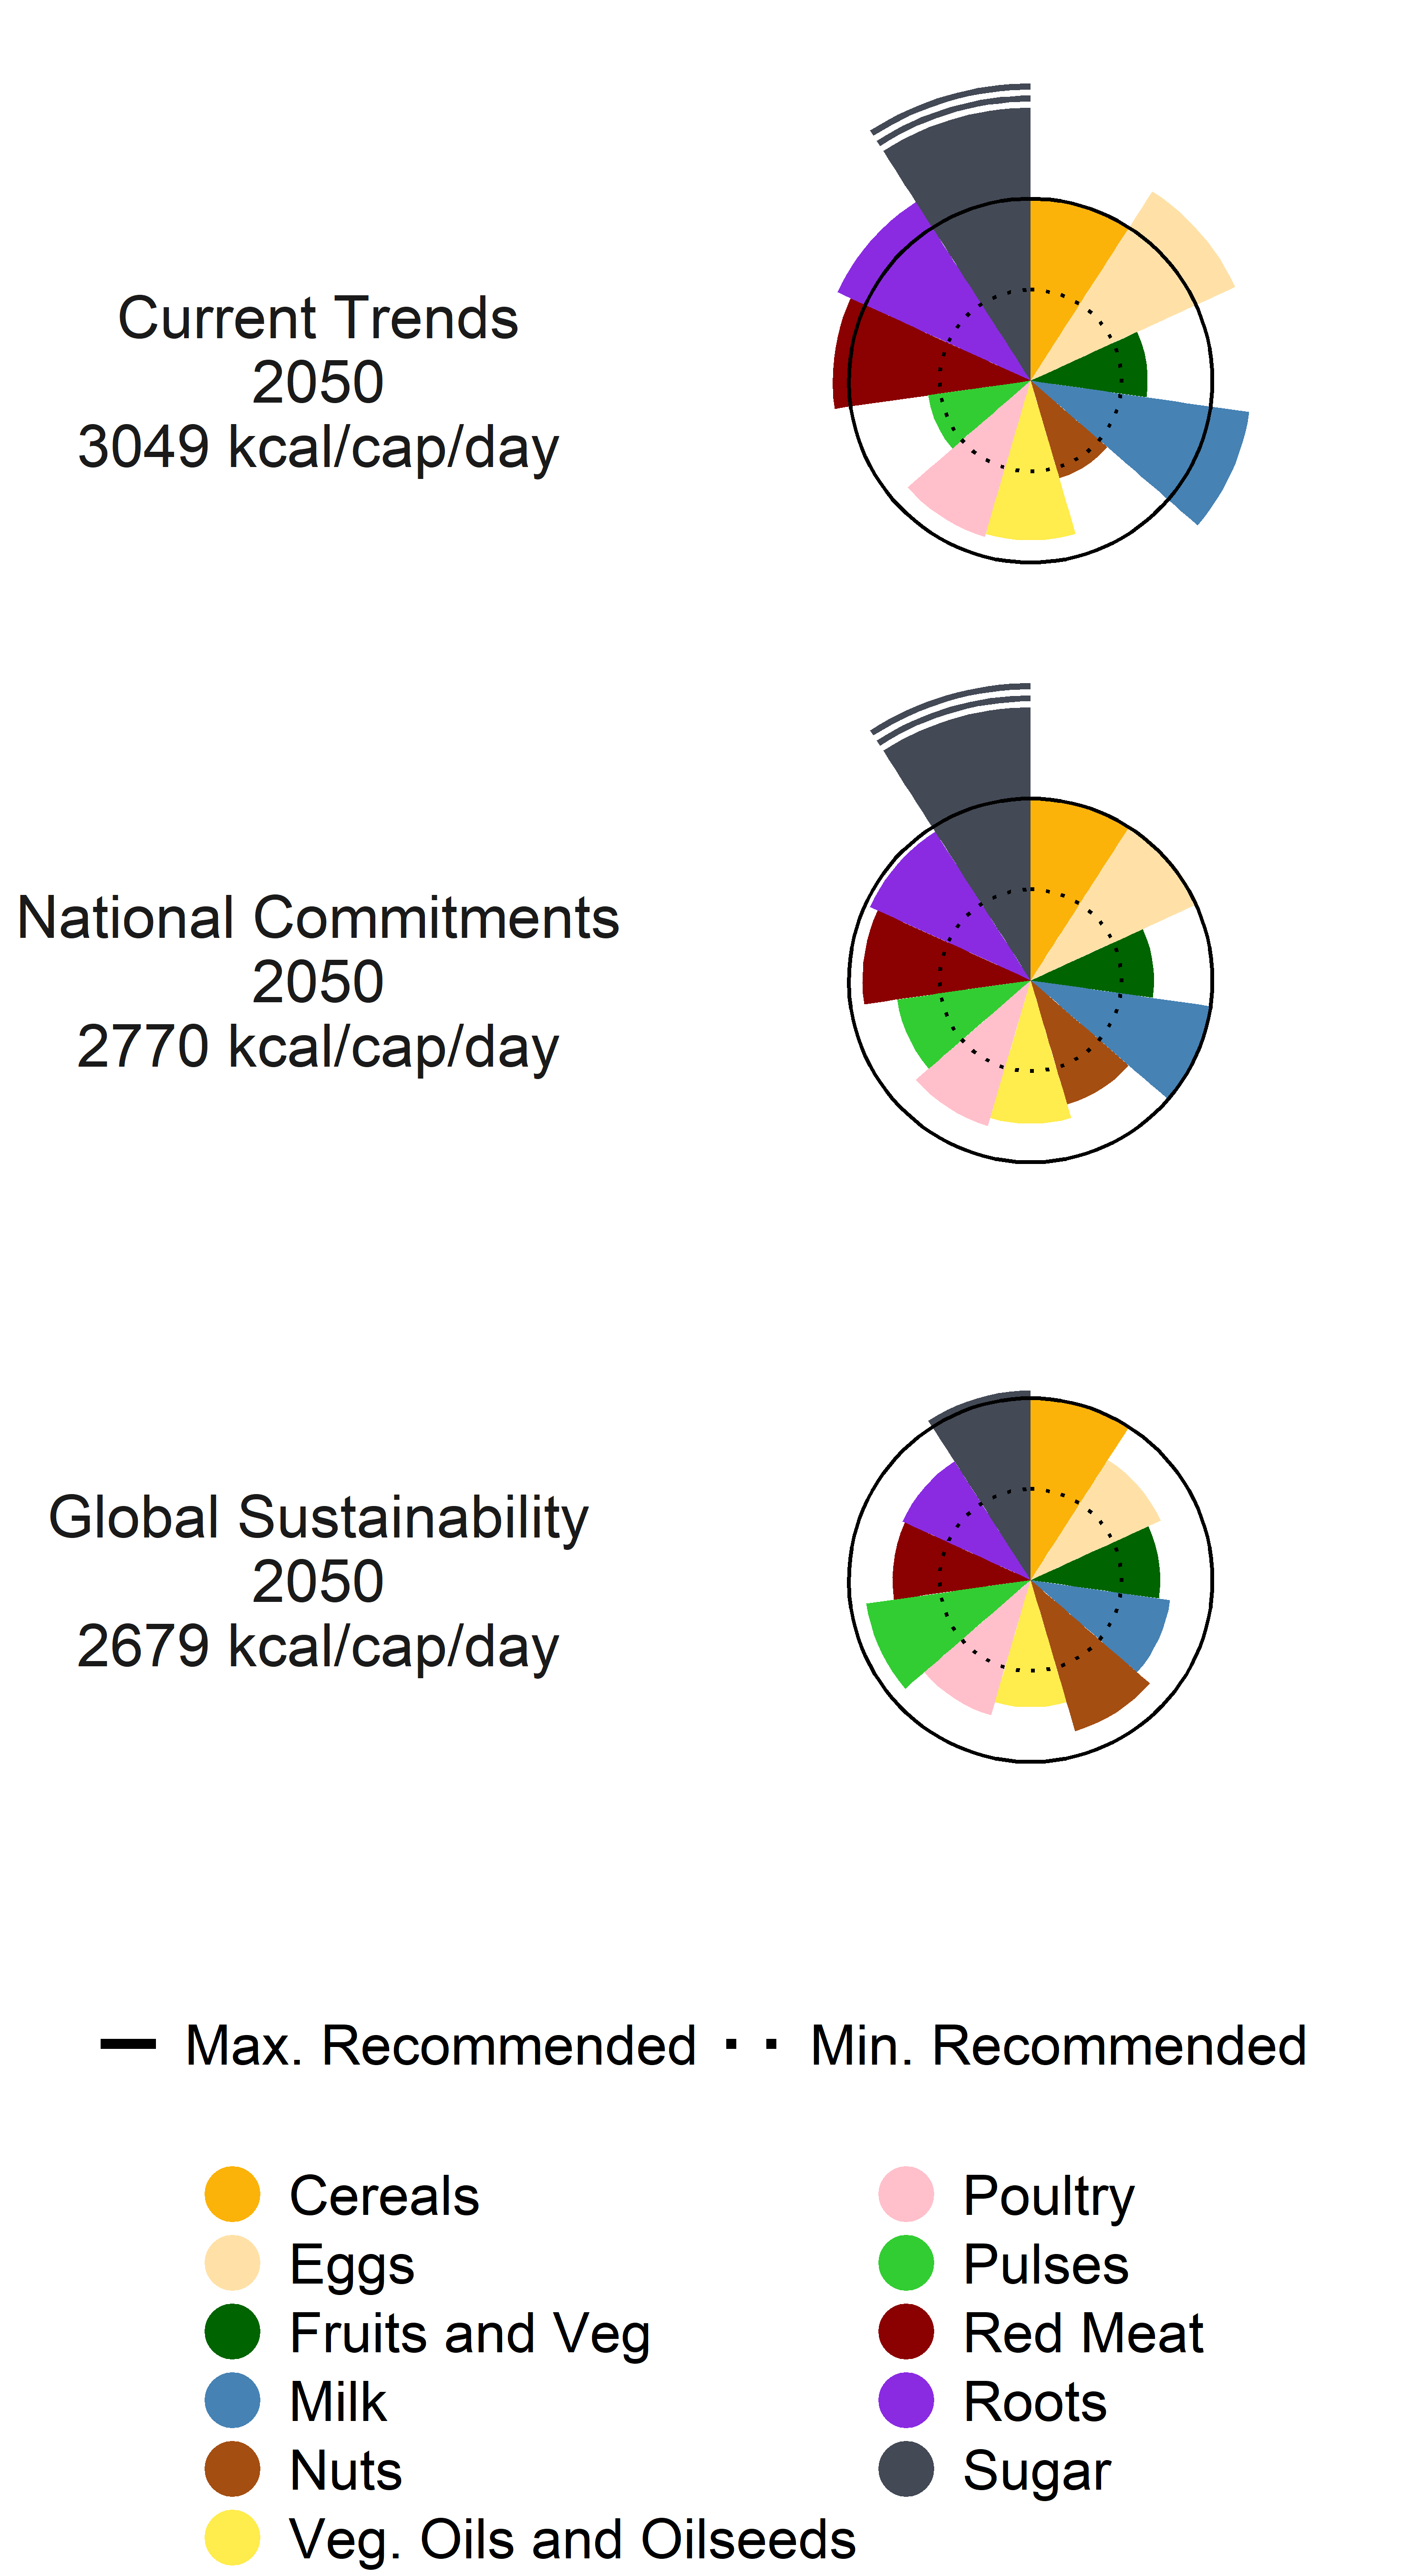 Current Trends
2050
3049 kcal/cap/day
National Commitments
2050
2770 kcal/cap/day
Global Sustainability
2050
2679 kcal/cap/day
Max. Recommended
Min. Recommended
Cereals
Eggs
Fruits and Veg
Milk
Nuts
Veg. Oils and Oilseeds
Poultry
Pulses
Red Meat
Roots
Sugar